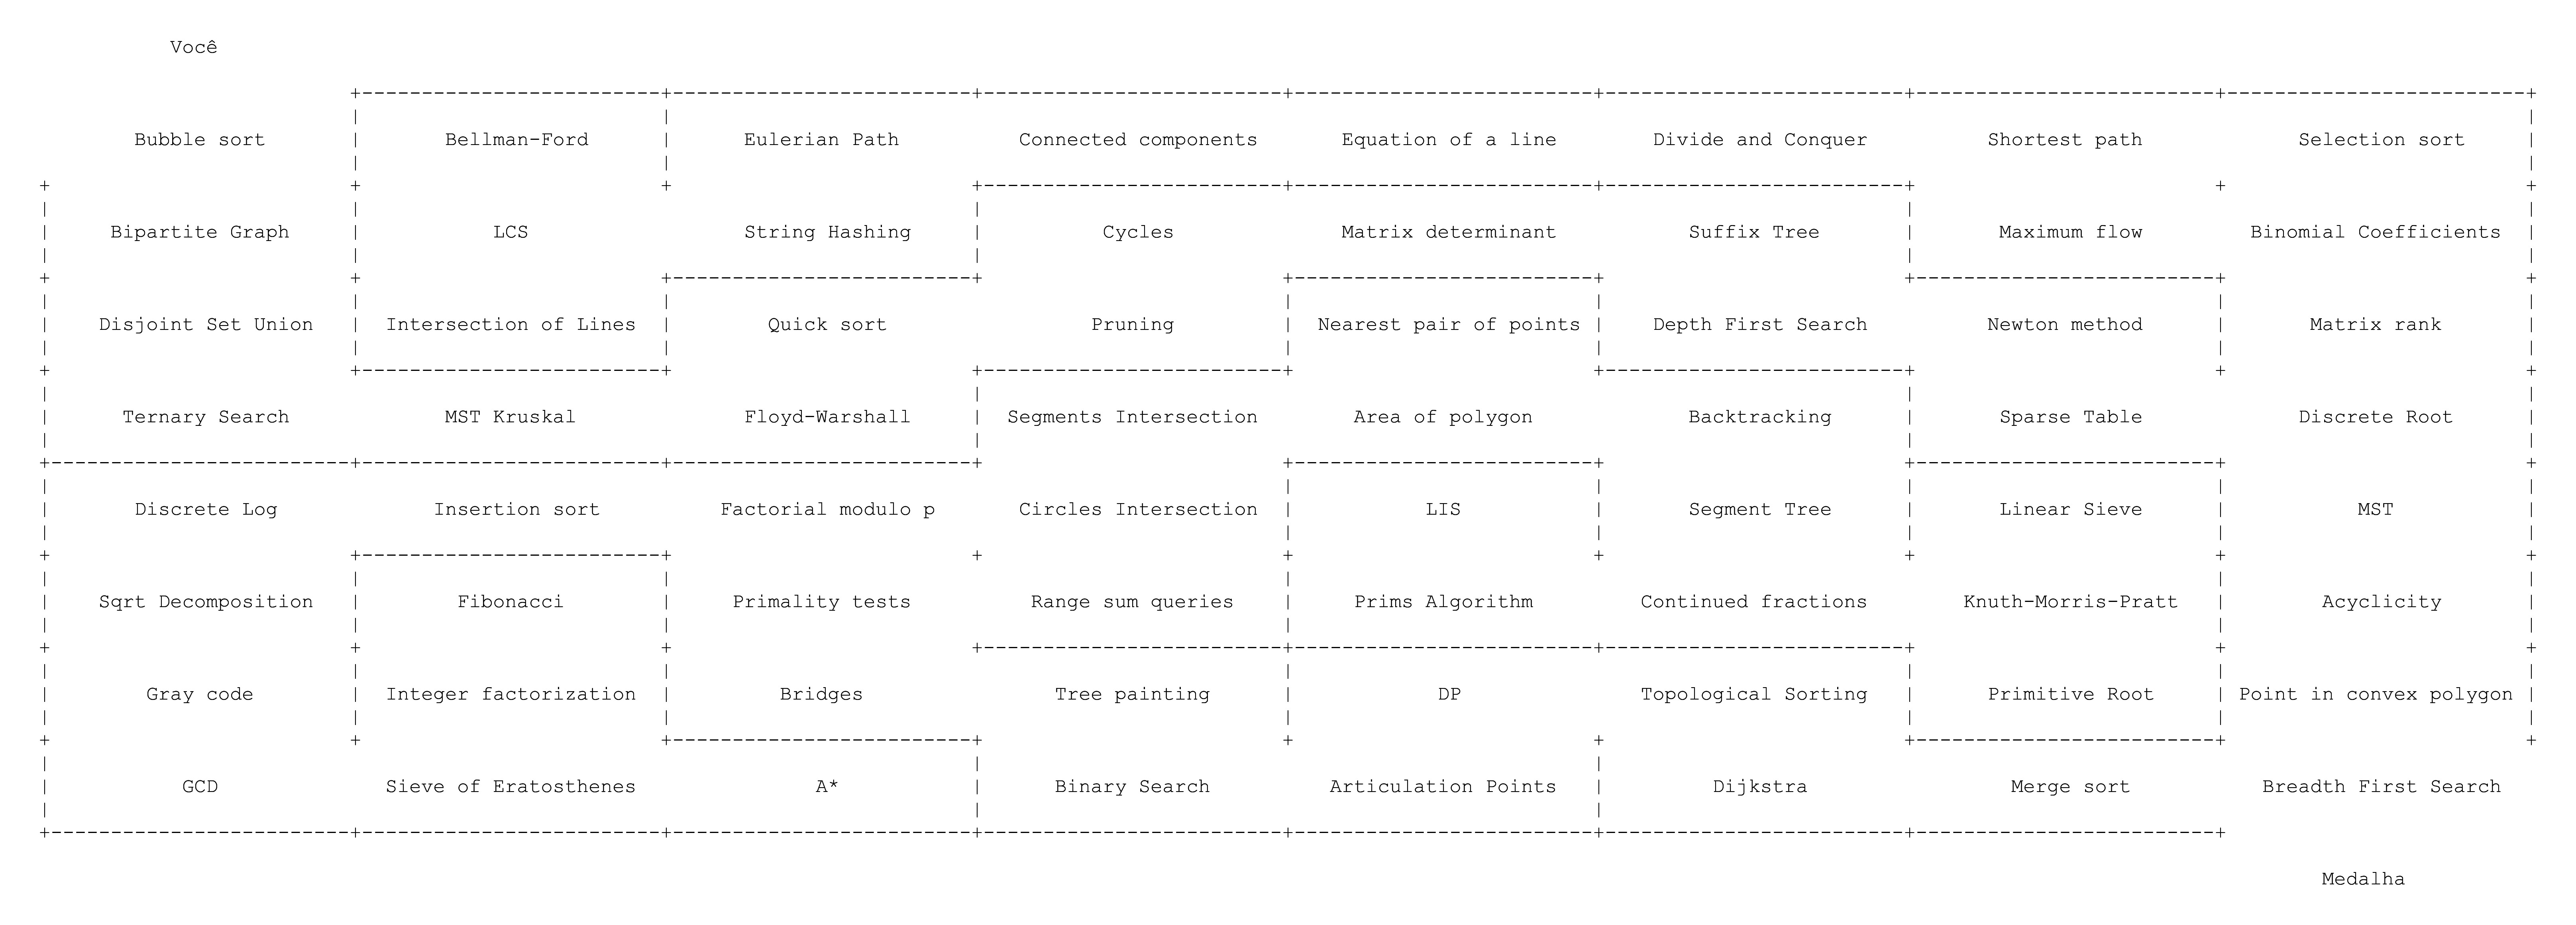 Você
Bubble sort Bellman-Ford Eulerian Path Connected components Equation of a line Divide and Conquer Shortest path Selection sort
Bipartite Graph LCS String Hashing Cycles Matrix determinant Suffix Tree Maximum flow Binomial Coefficients
Disjoint Set Union Intersection of Lines Quick sort Pruning Nearest pair of points Depth First Search Newton method Matrix rank
Ternary Search MST Kruskal Floyd-Warshall Segments Intersection Area of polygon Backtracking Sparse Table Discrete Root
Discrete Log Insertion sort Factorial modulo p Circles Intersection LIS Segment Tree Linear Sieve MST
Sqrt Decomposition Fibonacci Primality tests Range sum queries Prims Algorithm Continued fractions Knuth-Morris-Pratt Acyclicity
Gray code Integer factorization Bridges Tree painting DP Topological Sorting Primitive Root Point in convex polygon
GCD Sieve of Eratosthenes A* Binary Search Articulation Points Dijkstra Merge sort Breadth First Search
Medalha